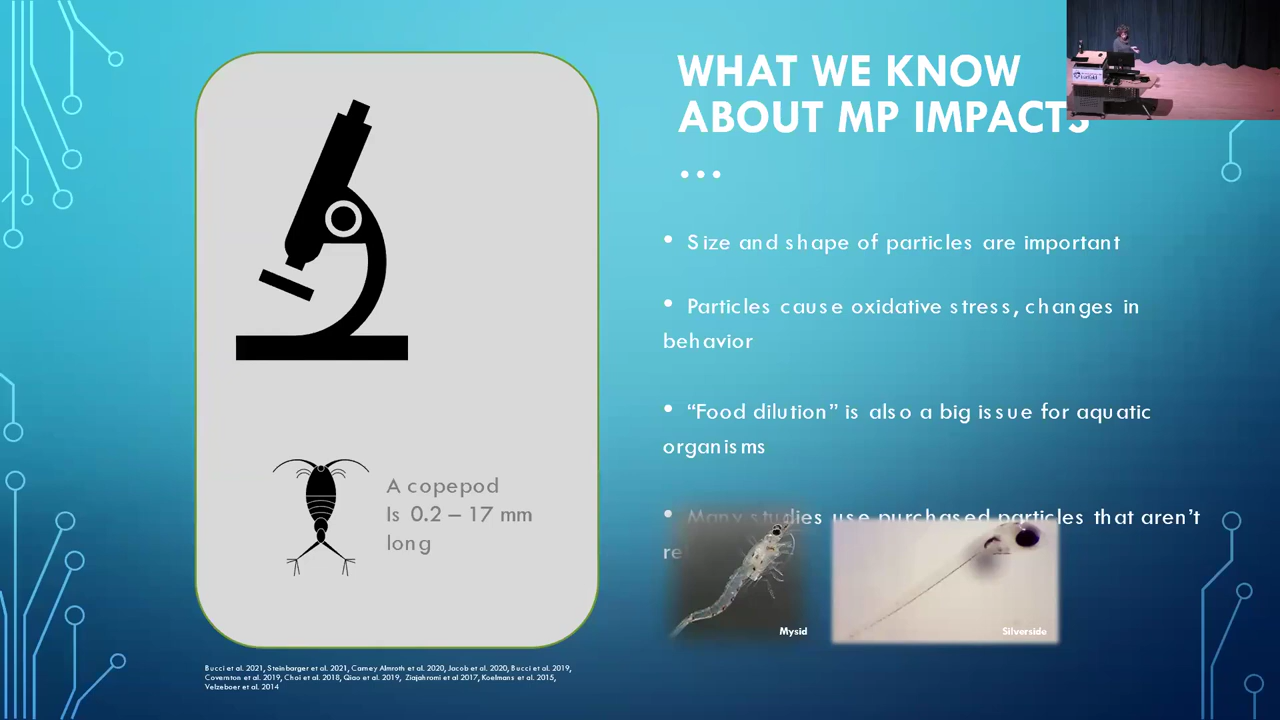 WHAT WE KNOW
ABOUT MP IMPACTS
...
• Size and shape of particles are important
• Particles cause oxidative stress, changes in
behavior
• “Food dilution” is also a big issue for aquatic
organisms
• Many studies use purchased particles that aren’t
A copepod
Is 0.2 – 17 mm
long
Mysid
Silverside
Bucci et al. 2021, Steinbarger et al. 2021, Carney Almroth et al. 2020, Jacob et al. 2020, Bucci et al. 2019,
Covernton et al. 2019, Choi et al. 2018, Qiao et al. 2019, Ziajahromi et al 2017, Koelmans et al. 2015,
Velzeboer et al. 2014